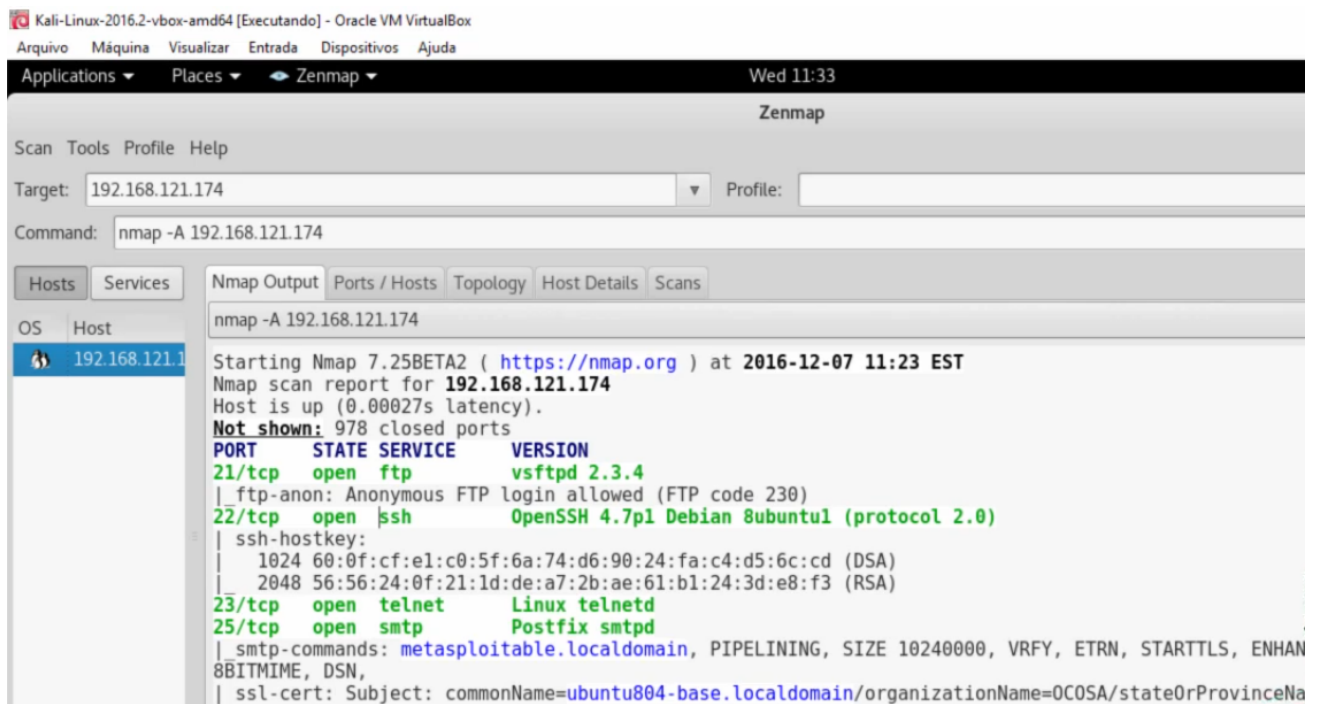 Kali-Linux-2016.2-vbox-amd64 [Executando] - Oracle VM VirtualBox
Arquivo Máquina Visualizar Entrada Dispositivos Ajuda
Applications Places Zenmap Wed 11:33
Zenmap
Scan Tools Profile Help
Target: 192.168.121.174 Profile:
Command: nmap -A 192.168.121.174
Hosts Services Nmap Output Ports / Hosts Topology Host Details Scans
OS Host nmap -A 192.168.121.174
192.168.121.1
Starting Nmap 7.25BETA2 ( https://nmap.org ) at 2016-12-07 11:23 EST
Nmap scan report for 192.168.121.174
Host is up (0.00027s latency).
Not shown: 978 closed ports
PORT STATE SERVICE VERSION
21/tcp open ftp vsftpd 2.3.4
|_ftp-anon: Anonymous FTP login allowed (FTP code 230)
22/tcp open ssh OpenSSH 4.7p1 Debian 8ubuntu1 (protocol 2.0)
| ssh-hostkey:
| 1024 60:0f:cf:e1:c0:5f:6a:74:d6:90:24:fa:c4:d5:6c:cd (DSA)
|_ 2048 56:56:24:0f:21:1d:de:a7:2b:ae:61:b1:24:3d:e8:f3 (RSA)
23/tcp open telnet Linux telnetd
25/tcp open smtp Postfix smtpd
|_smtp-commands: metasploitable.localdomain, PIPELINING, SIZE 10240000, VRFY, ETRN, STARTTLS, ENHAN
8BITMIME, DSN,
| ssl-cert: Subject: commonName=ubuntu804-base.localdomain/organizationName=OCOSA/stateOrProvinceNa